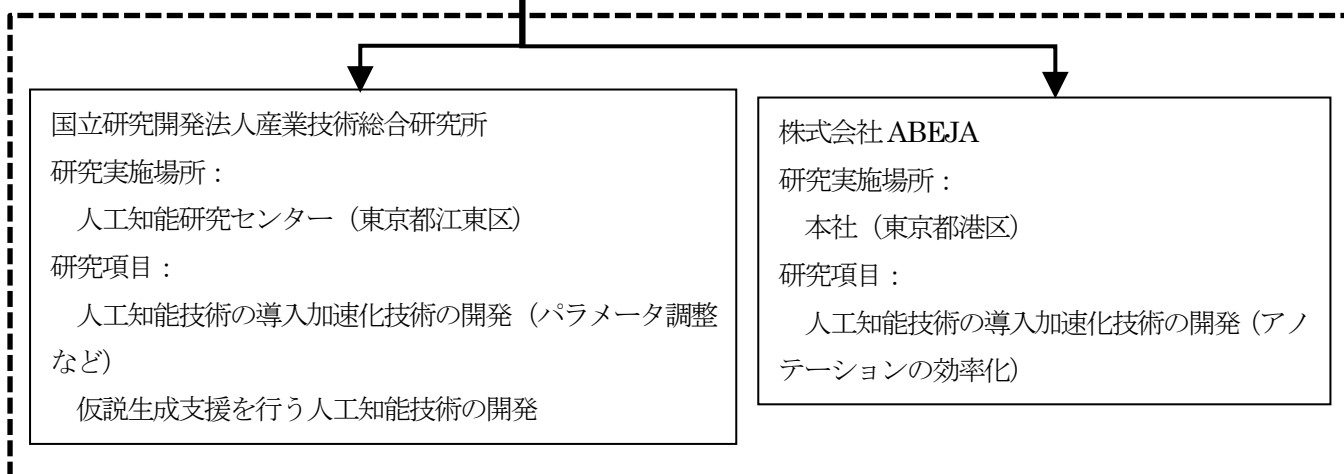 国立研究開発法人産業技術総合研究所
研究実施場所：
人工知能研究センター（東京都江東区）
研究項目：
人工知能技術の導入加速化技術の開発（パラメータ調整
など）
仮説生成支援を行う人工知能技術の開発
株式会社 ABEJA
研究実施場所：
本社（東京都港区）
研究項目：
人工知能技術の導入加速化技術の開発（アノ
テーションの効率化）